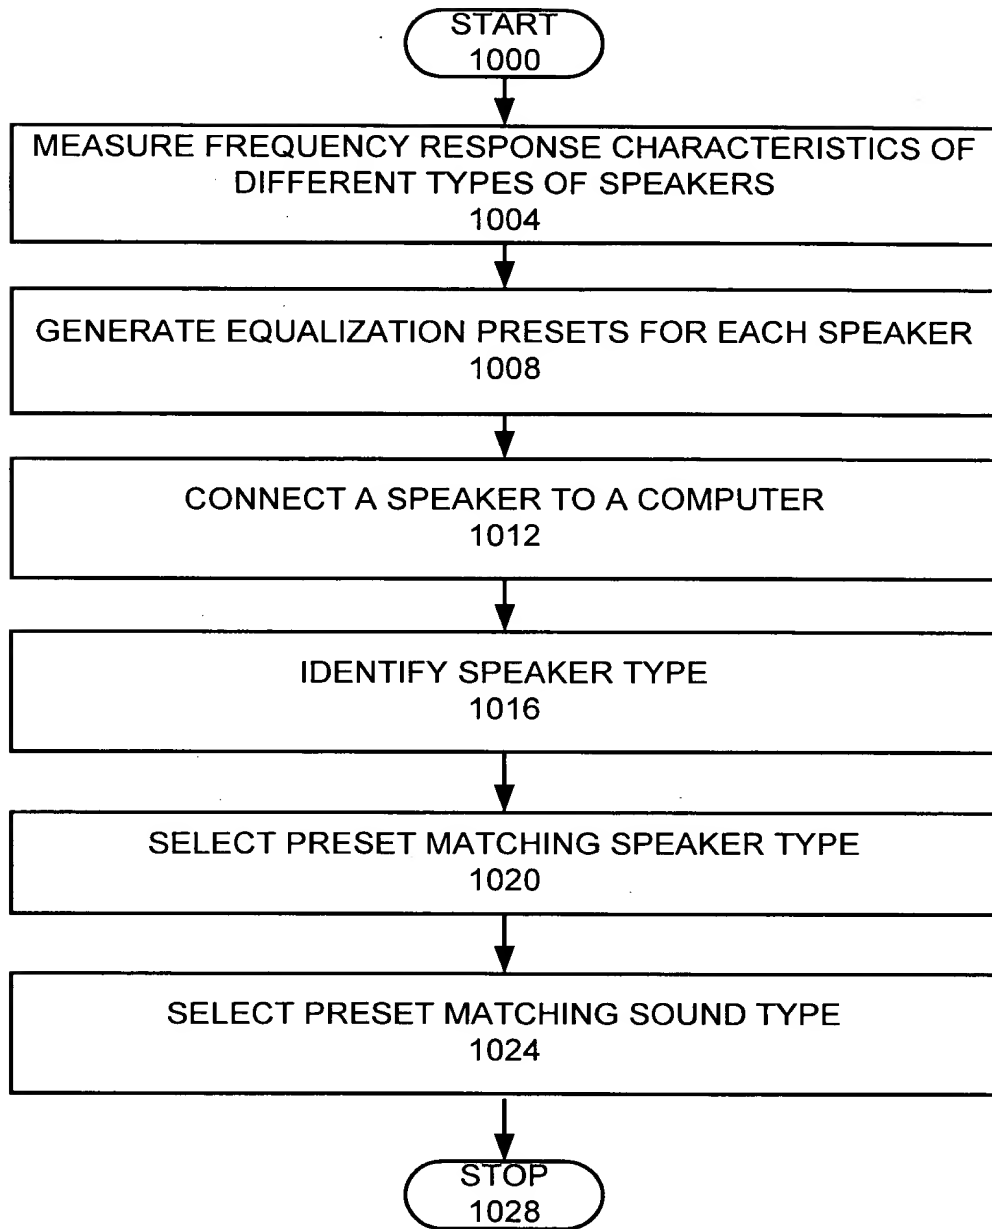 START
1000
MEASURE FREQUENCY RESPONSE CHARACTERISTICS OF
DIFFERENT TYPES OF SPEAKERS
1004
GENERATE EQUALIZATION PRESETS FOR EACH SPEAKER
1008
CONNECT A SPEAKER TO A COMPUTER
1012
IDENTIFY SPEAKER TYPE
1016
SELECT PRESET MATCHING SPEAKER TYPE
1020
SELECT PRESET MATCHING SOUND TYPE
1024
STOP
1028